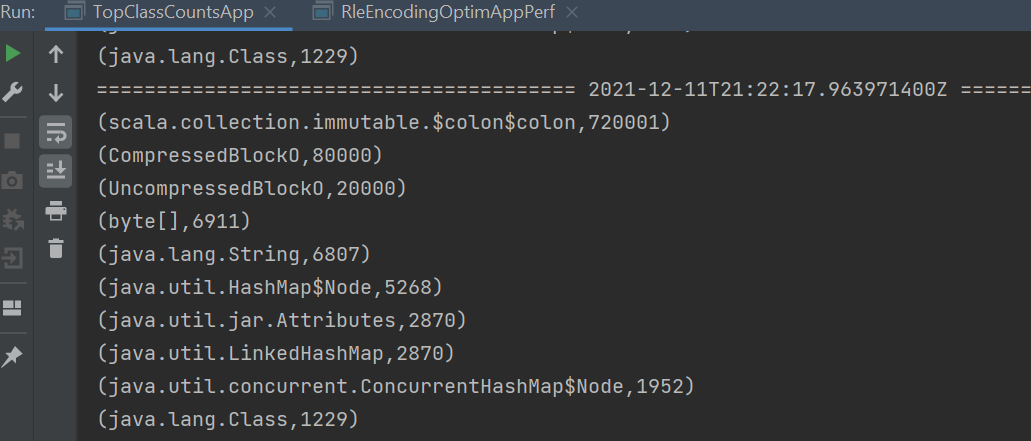 Run: TopClassCountsApp × RleEncodingOptimAppPerf ×
(java.lang.Class,1229)
======================================== 2021-12-11T21:22:17.963971400Z ======
(scala.collection.immutable.$colon$colon,720001)
(CompressedBlockO,80000)
(UncompressedBlockO,20000)
(byte[],6911)
(java.lang.String,6807)
(java.util.HashMap$Node,5268)
(java.util.jar.Attributes,2870)
(java.util.LinkedHashMap,2870)
(java.util.concurrent.ConcurrentHashMap$Node,1952)
(java.lang.Class,1229)